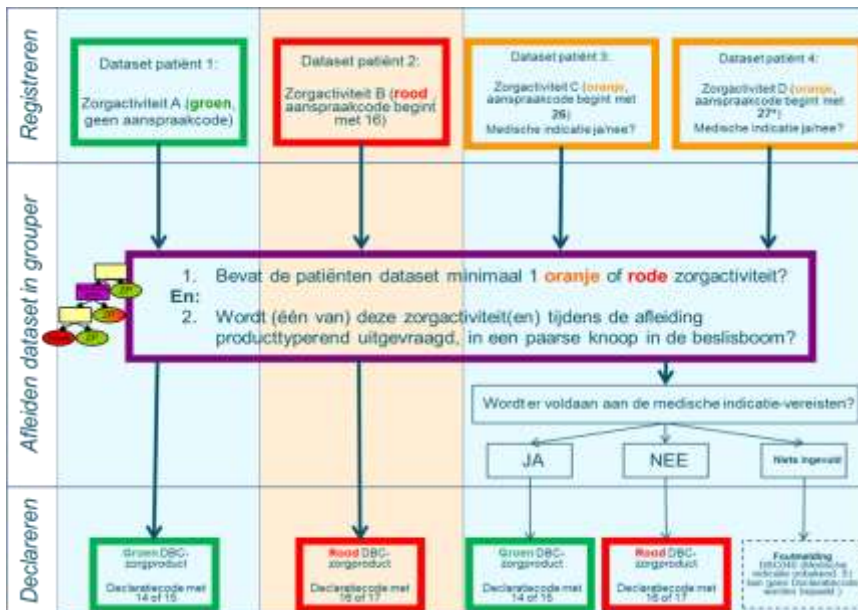 Registreren
Dataset patiënt 1:
Zorgactiviteit A (groen,
geen aanspraakcode)
Dataset patiënt 2:
Zorgactiviteit B (rood
, aanspraakcode begint
met 16)
Dataset patiënt 3:
Zorgactiviteit C (oranje,
aanspraakcode begint met
26)
Medische indicatie ja/nee?
Dataset patiënt 4:
Zorgactiviteit D (oranje,
aanspraakcode begint met
27*)
Medische indicatie ja/nee?
Afleiden dataset in grouper
1. Bevat de patiënten dataset minimaal 1 oranje of rode zorgactiviteit?
En:
2. Wordt (één van) deze zorgactiviteit(en) tijdens de afleiding
producttyperend uitgevraagd, in een paarse knoop in de beslisboom?
Wordt er voldaan aan de medische indicatie-vereisten?
JA
NEE
Niets ingevuld
Declareren
Groen DBC-
zorgproduct
Declaratiecode met
14 of 15
Rood DBC-
zorgproduct
Declaratiecode met
16 of 17
Groen DBC-
zorgproduct
Declaratiecode met
14 of 15
Rood DBC-
zorgproduct
Declaratiecode met
16 of 17
Foutmelding